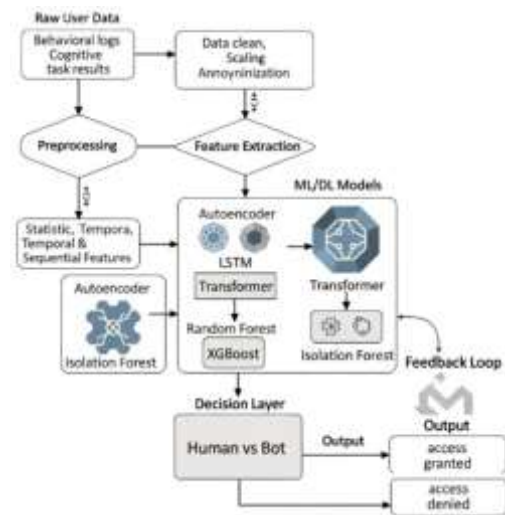 Raw User Data
Behavioral logs
Cognitive
task results
Data clean,
Scaling
Annoyninization
Preprocessing
Feature Extraction
ML/DL Models
Statistic, Tempora,
Temporal &
Sequential Features
Autoencoder
LSTM
Transformer
Random Forest
XGBoost
Transformer
Isolation Forest
Autoencoder
Isolation Forest
Feedback Loop
Decision Layer
Human vs Bot
Output
Output
access
granted
access
denied